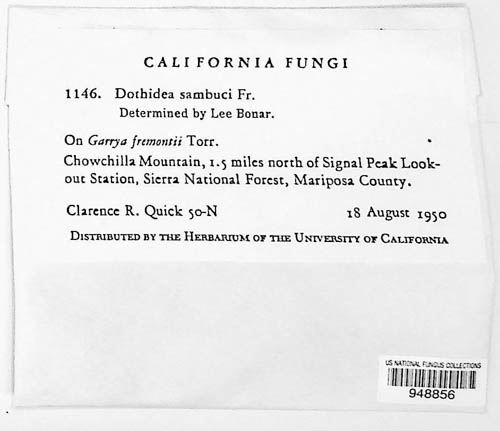 CALIFORNIA FUNGI
1146. Dothidea sambuci Fr.
Determined by Lee Bonar.
On Garrya fremontii Torr.
Chowchilla Mountain, 1.5 miles north of Signal Peak Look-
out Station, Sierra National Forest, Mariposa County.
Clarence R. Quick 50-N 18 August 1950
DISTRIBUTED BY THE HERBARIUM OF THE UNIVERSITY OF CALIFORNIA
US NATIONAL FUNGUS COLLECTIONS
948856